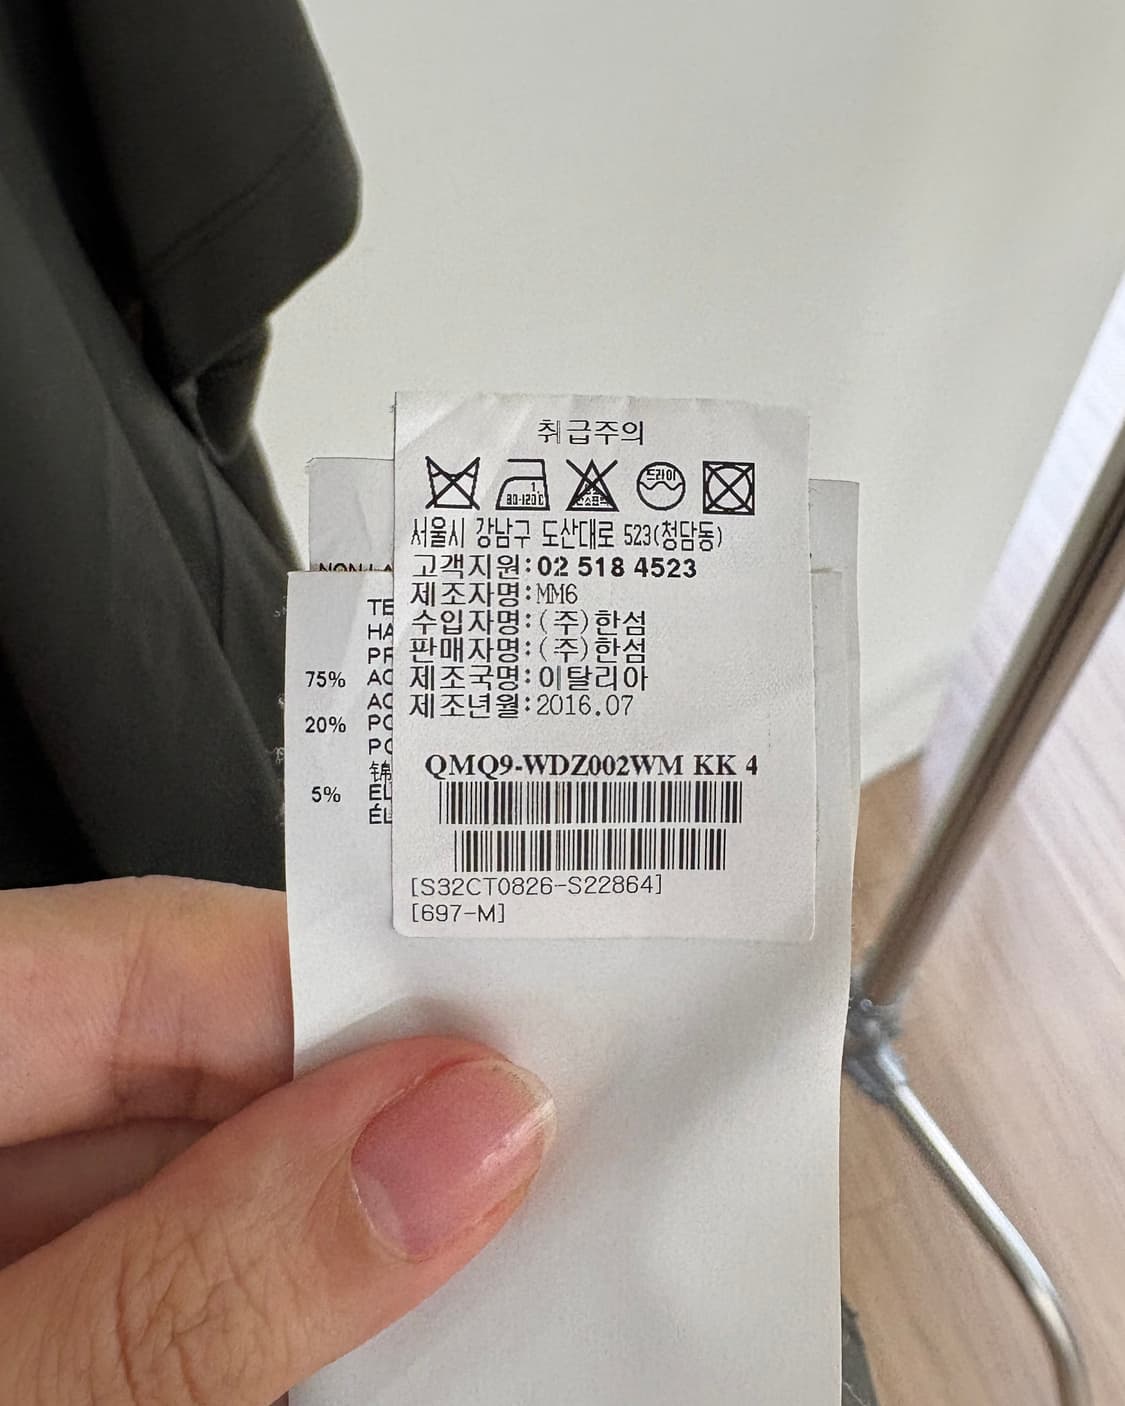 취급주의
80-120℃
드라이
서울시 강남구 도산대로 523(청담동)
고객지원:02 518 4523
제조자명:MM6
수입자명:(주)한섬
판매자명:(주)한섬
제조국명:이탈리아
제조년월:2016.07
QMQ9-WDZ002WM KK 4
[S32CT0826-S22864]
[697-M]
75%
20%
5%